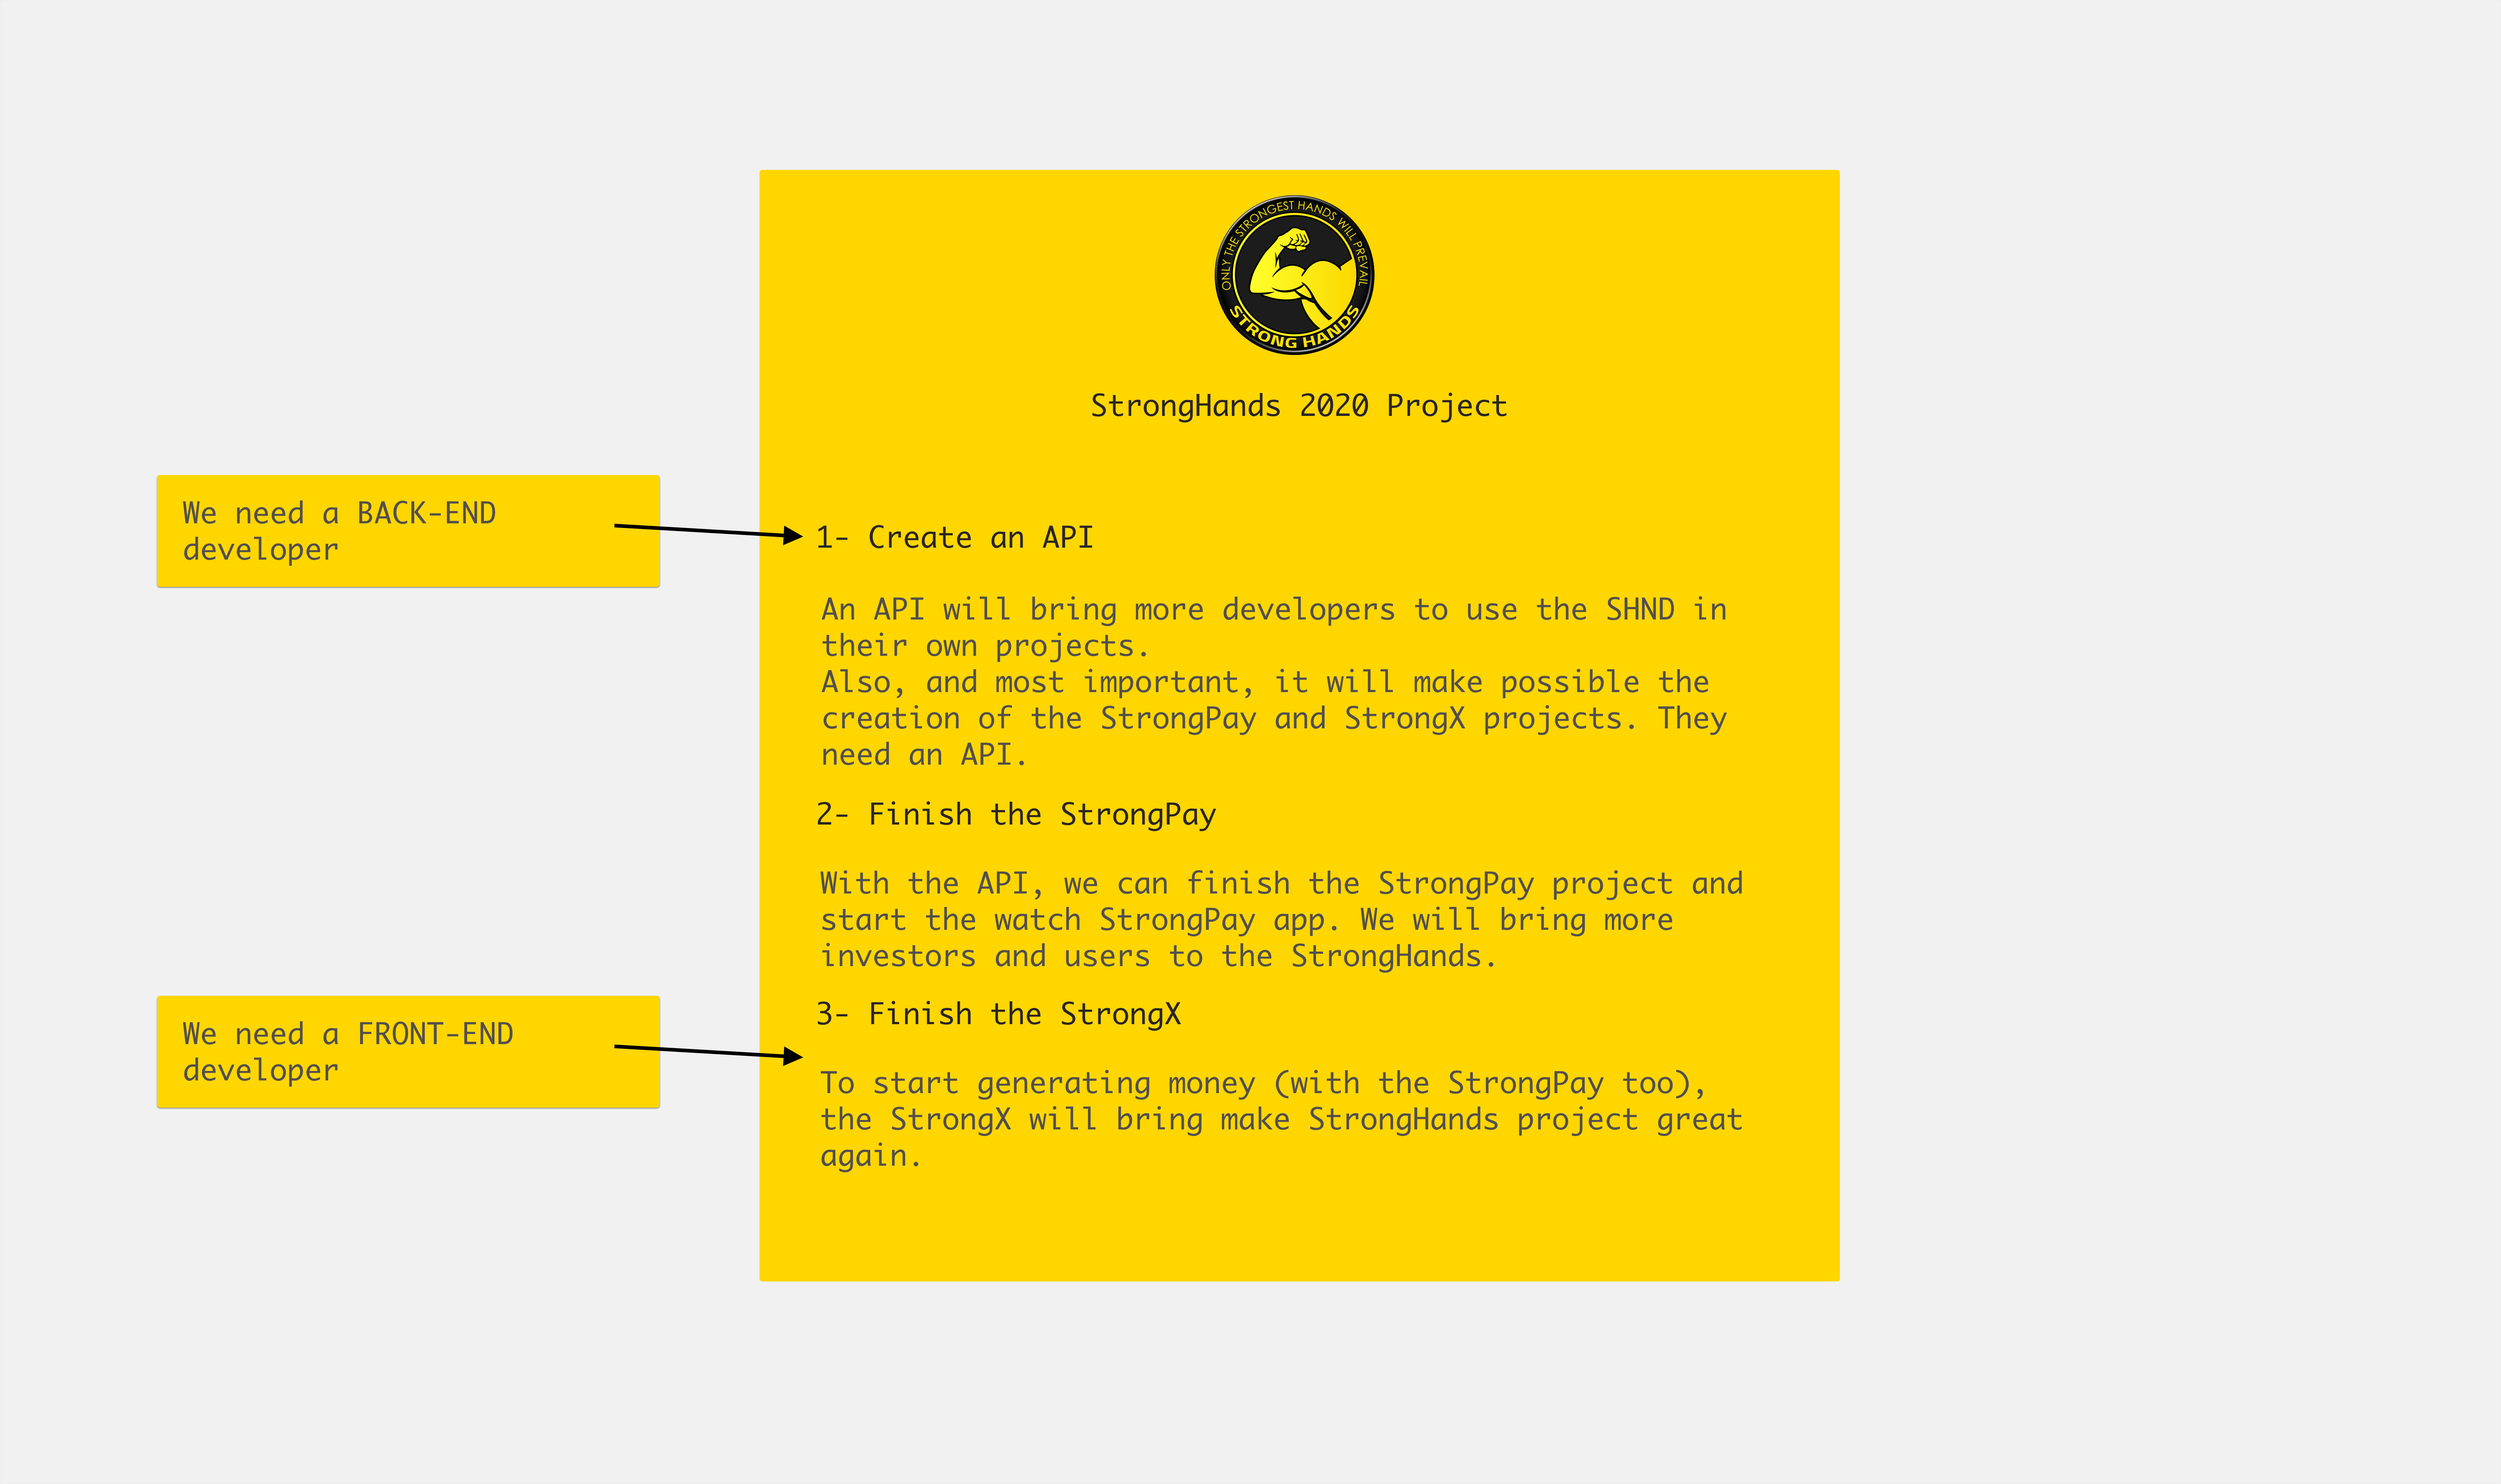 ONLY THE STRONGEST HANDS WILL PREVAIL
STRONG HANDS
StrongHands 2020 Project
We need a BACK-END
developer
1- Create an API
An API will bring more developers to use the SHND in
their own projects.
Also, and most important, it will make possible the
creation of the StrongPay and StrongX projects. They
need an API.
2- Finish the StrongPay
With the API, we can finish the StrongPay project and
start the watch StrongPay app. We will bring more
investors and users to the StrongHands.
We need a FRONT-END
developer
3- Finish the StrongX
To start generating money (with the StrongPay too),
the StrongX will bring make StrongHands project great
again.